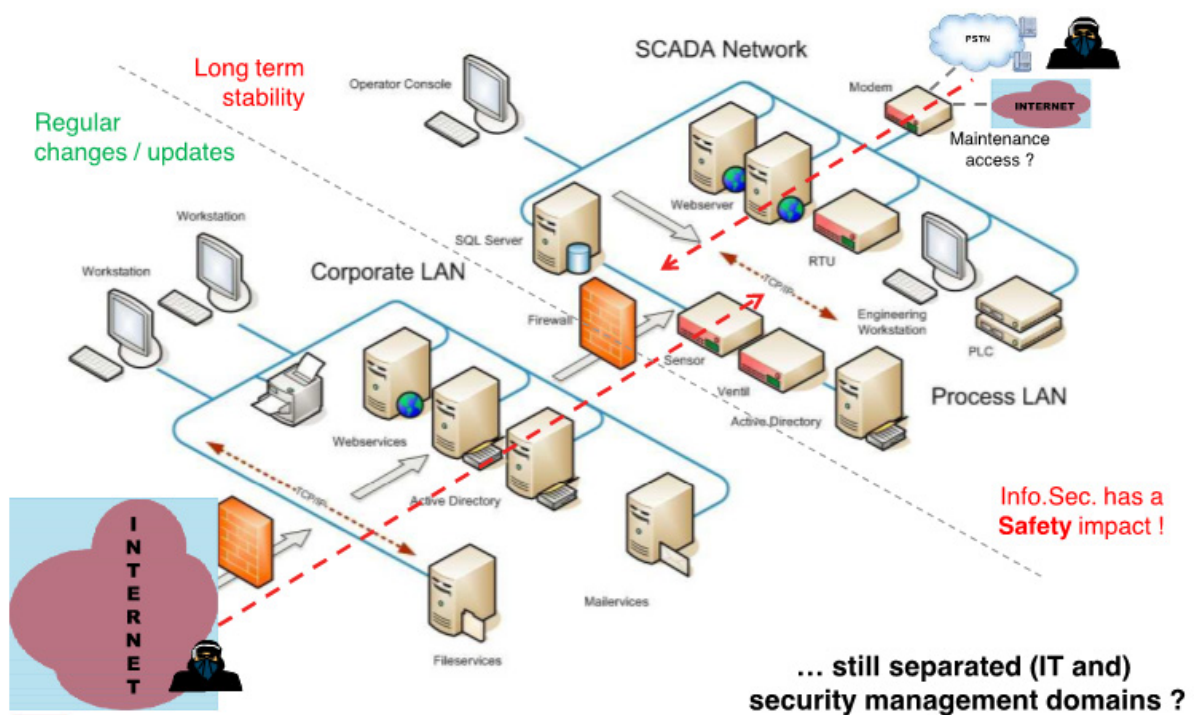 SCADA Network
PSTN
Long term
stability
Operator Console
Modem
INTERNET
Regular
changes / updates
Maintenance
access ?
Workstation
Webserver
SQL Server
RTU
Workstation
Corporate LAN
TCP/IP
Firewall
Engineering
Workstation
PLC
Sensor
Ventil
Process LAN
Active Directory
Webservices
TCP/IP
Active Directory
Info.Sec. has a
Safety impact !
INTERNET
Mailervices
Fileservices
... still separated (IT and)
security management domains ?